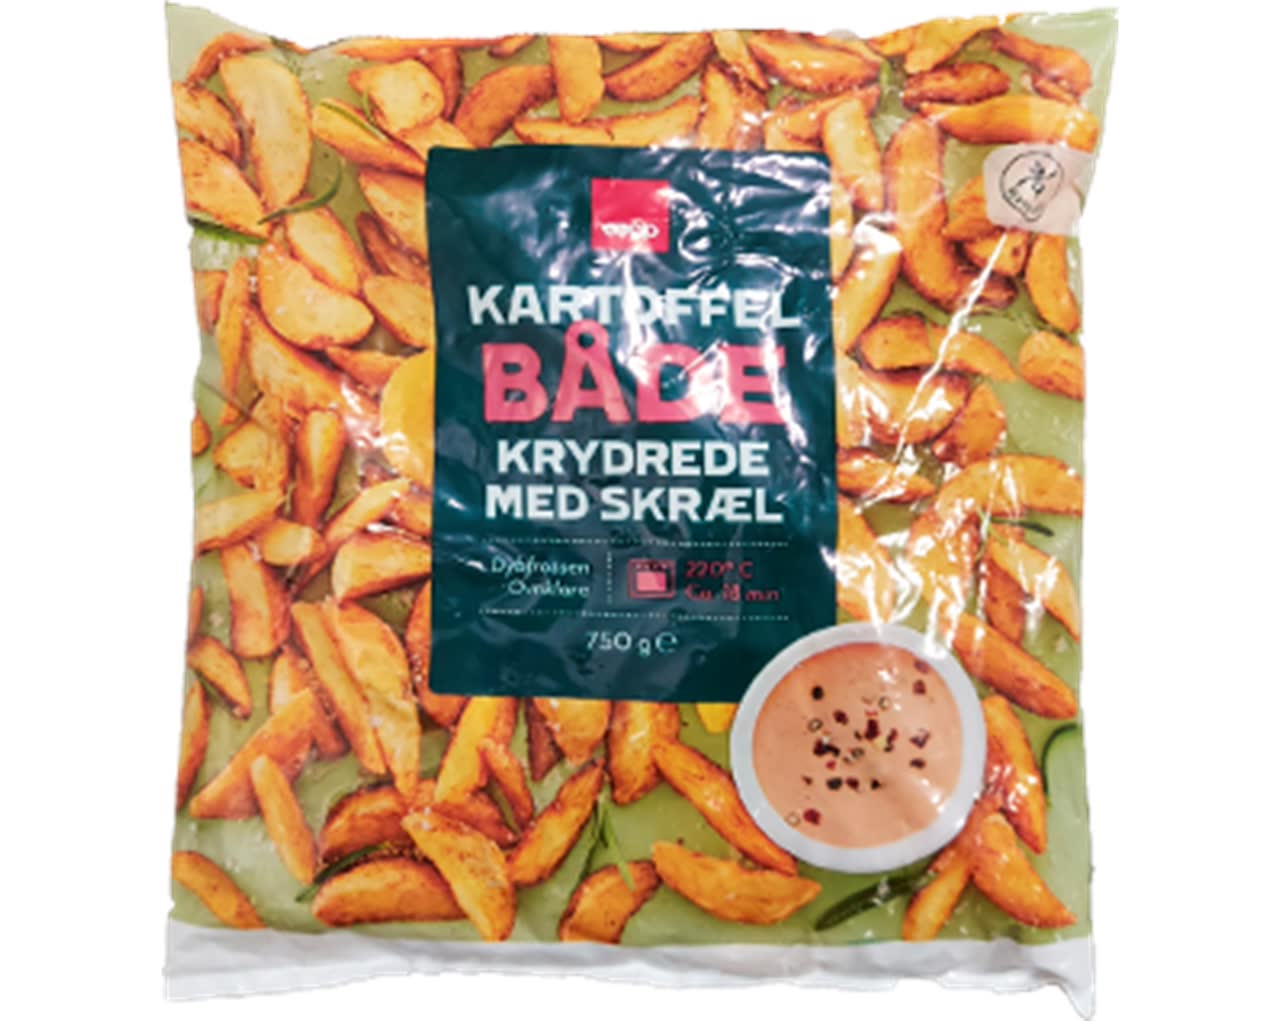 KARTOFFEL
BÅDE
KRYDREDE
MED SKRÆL
Dybfrossen
Ovnklare
220° C
Ca. 18 min
750 g ℮